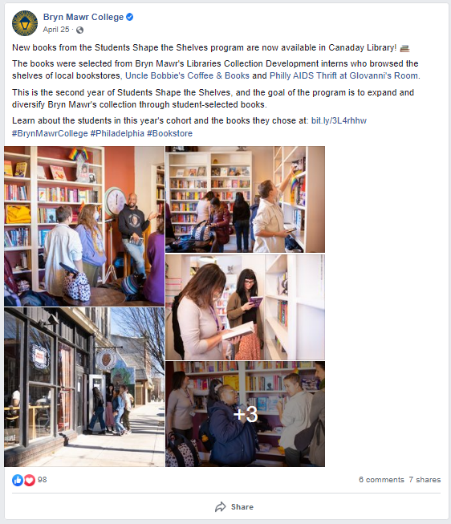 Bryn Mawr College
April 25 ·
New books from the Students Shape the Shelves program are now available in Canaday Library!
The books were selected from Bryn Mawr's Libraries Collection Development interns who browsed the
shelves of local bookstores, Uncle Bobbie's Coffee & Books and Philly AIDS Thrift at Giovanni's Room.
This is the second year of Students Shape the Shelves, and the goal of the program is to expand and
diversify Bryn Mawr's collection through student-selected books.
Learn about the students in this year's cohort and the books they chose at: bit.ly/3L4rhhw
#BrynMawrCollege #Philadelphia #Bookstore
+3
98
6 comments 7 shares
Share